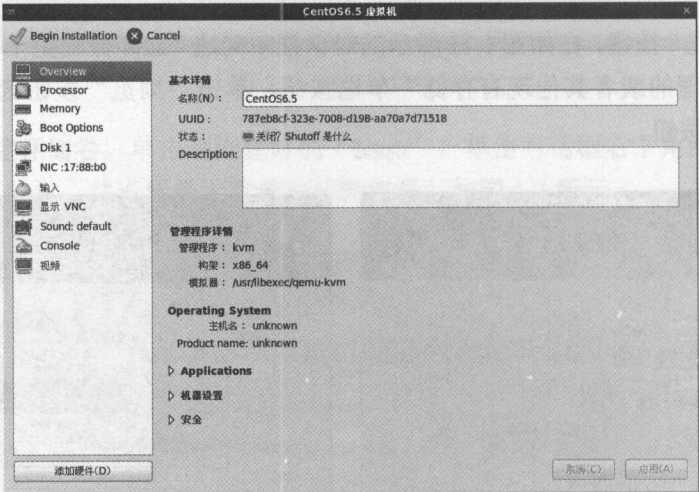 CentOS6.5 虚拟机
Begin Installation Cancel
Overview
Processor
Memory
Boot Options
Disk 1
NIC :17:88:b0
输入
显示 VNC
Sound: default
Console
视频
添加硬件(D)
基本详情
名称(N)： CentOS6.5
UUID： 787eb8cf-323e-7008-d198-aa70a7d71518
状态： 关闭? Shutoff 是什么
Description:
管理程序详情
管理程序： kvm
构架： x86_64
模拟器： /usr/libexec/qemu-kvm
Operating System
主机名： unknown
Product name: unknown
Applications
机器设置
安全
取消(C) 应用(A)